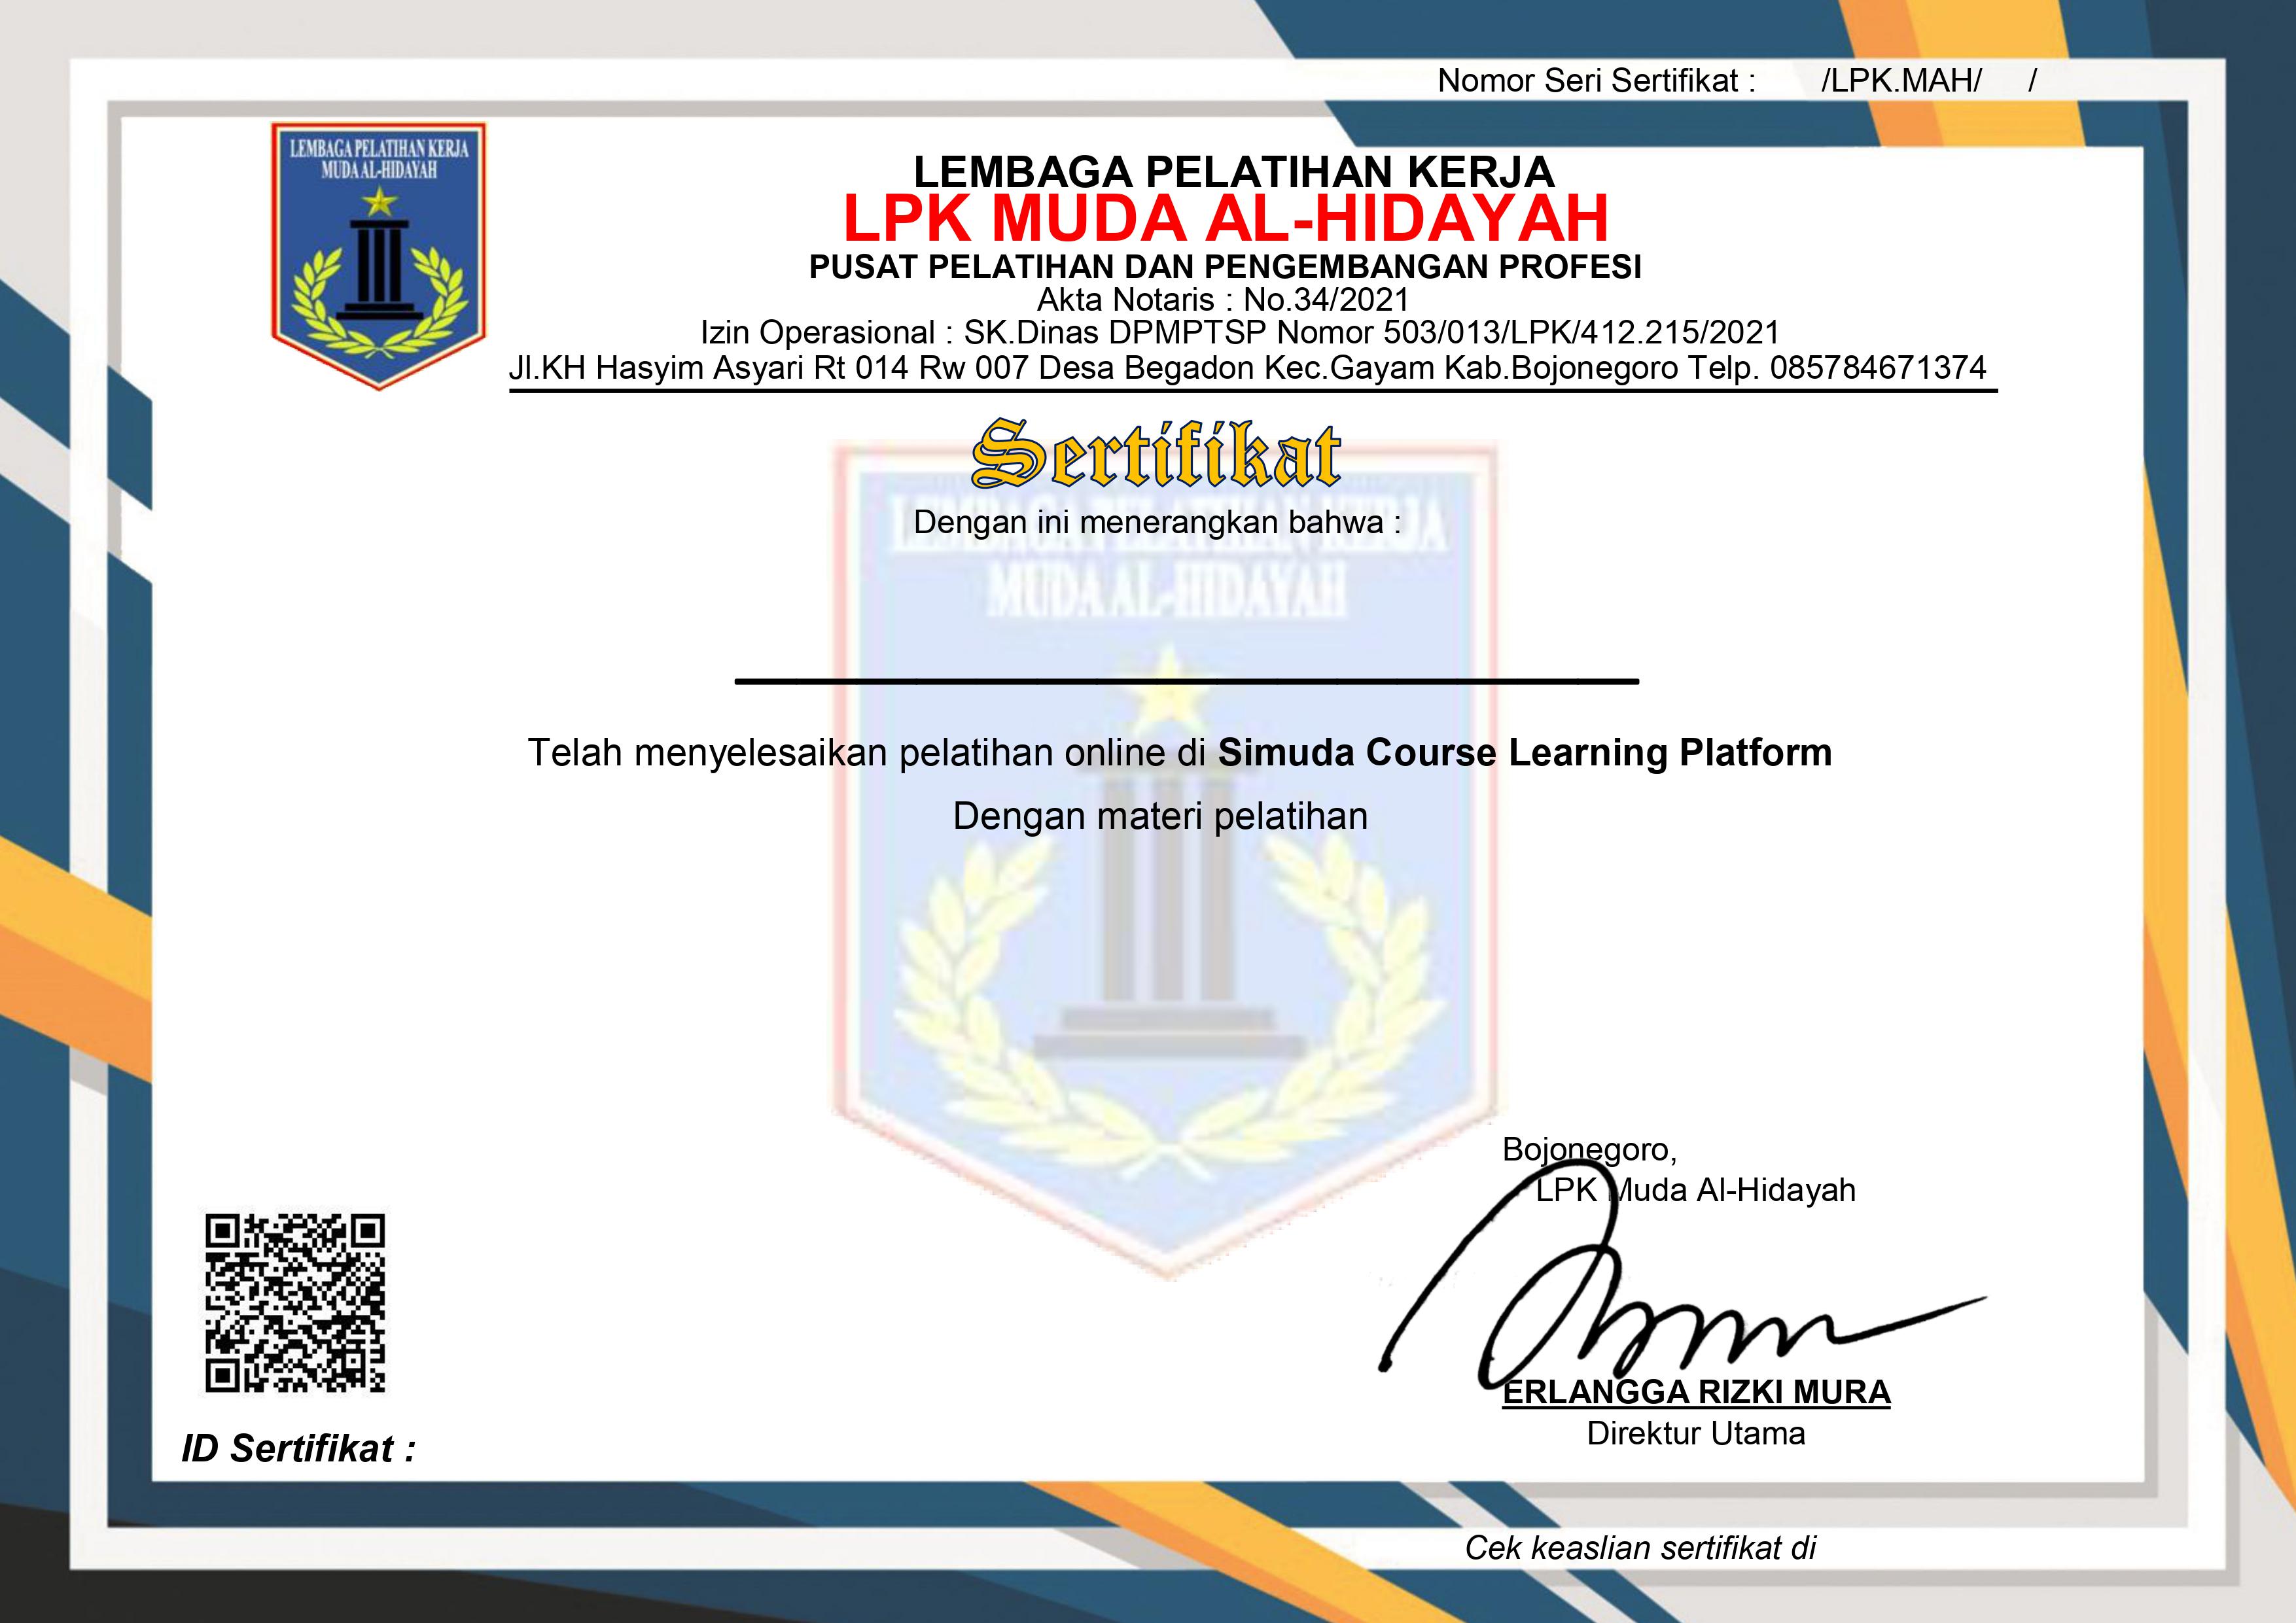 Nomor Seri Sertifikat : /LPK.MAH/ /
LEMBAGA PELATIHAN KERJA
MUDA AL-HIDAYAH
LEMBAGA PELATIHAN KERJA
LPK MUDA AL-HIDAYAH
PUSAT PELATIHAN DAN PENGEMBANGAN PROFESI
Akta Notaris : No.34/2021
Izin Operasional : SK.Dinas DPMPTSP Nomor 503/013/LPK/412.215/2021
Jl.KH Hasyim Asyari Rt 014 Rw 007 Desa Begadon Kec.Gayam Kab.Bojonegoro Telp. 085784671374
Sertifikat
LEMBAGA PELATIHAN KERJA
Dengan ini menerangkan bahwa :
MUDA AL-HIDAYAH
Telah menyelesaikan pelatihan online di Simuda Course Learning Platform
Dengan materi pelatihan
Bojonegoro,
LPK Muda Al-Hidayah
ERLANGGA RIZKI MURA
Direktur Utama
ID Sertifikat :
Cek keaslian sertifikat di